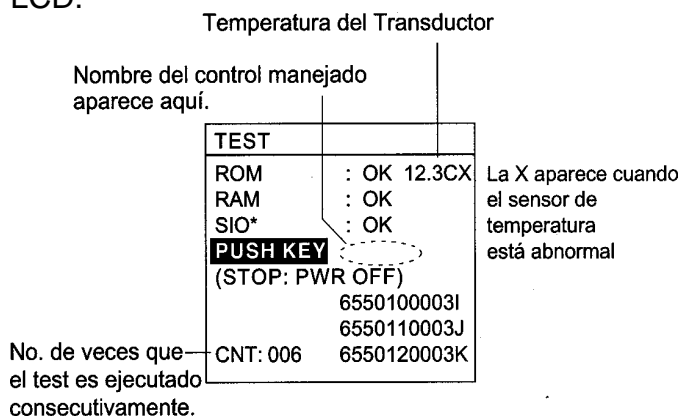 LCD.
Temperatura del Transductor
Nombre del control manejado
aparece aquí.
TEST
ROM : OK 12.3CX
RAM : OK
SIO* : OK
PUSH KEY
(STOP: PWR OFF)
6550100003I
6550110003J
CNT: 006 6550120003K
La X aparece cuando
el sensor de
temperatura
está abnormal
No. de veces que
el test es ejecutado
consecutivamente.